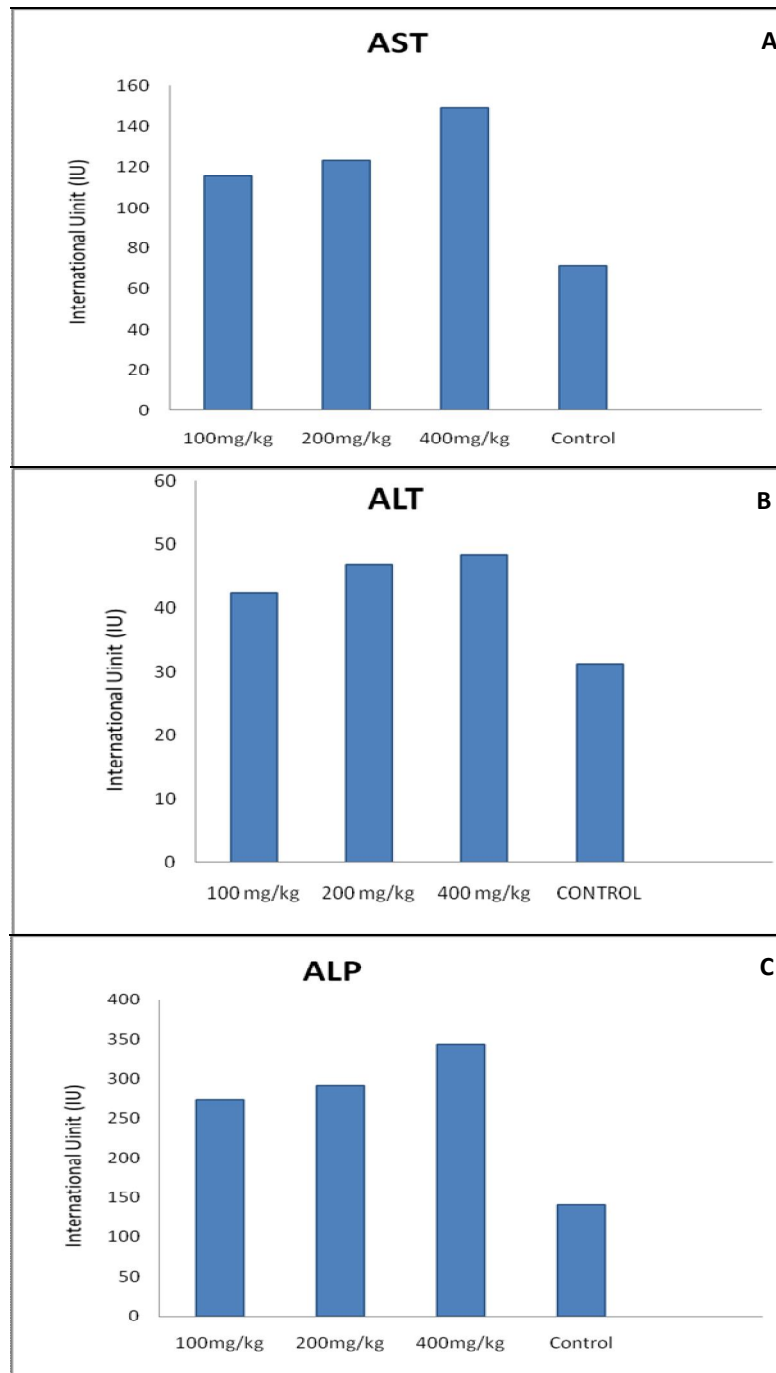 AST
A
160
140
120
100
80
60
40
20
0
International Uinit (IU)
100mg/kg 200mg/kg 400mg/kg Control
ALT
B
60
50
40
30
20
10
0
International Uinit (IU)
100 mg/kg 200 mg/kg 400 mg/kg CONTROL
ALP
C
400
350
300
250
200
150
100
50
0
International Uinit (IU)
100mg/kg 200mg/kg 400mg/kg Control